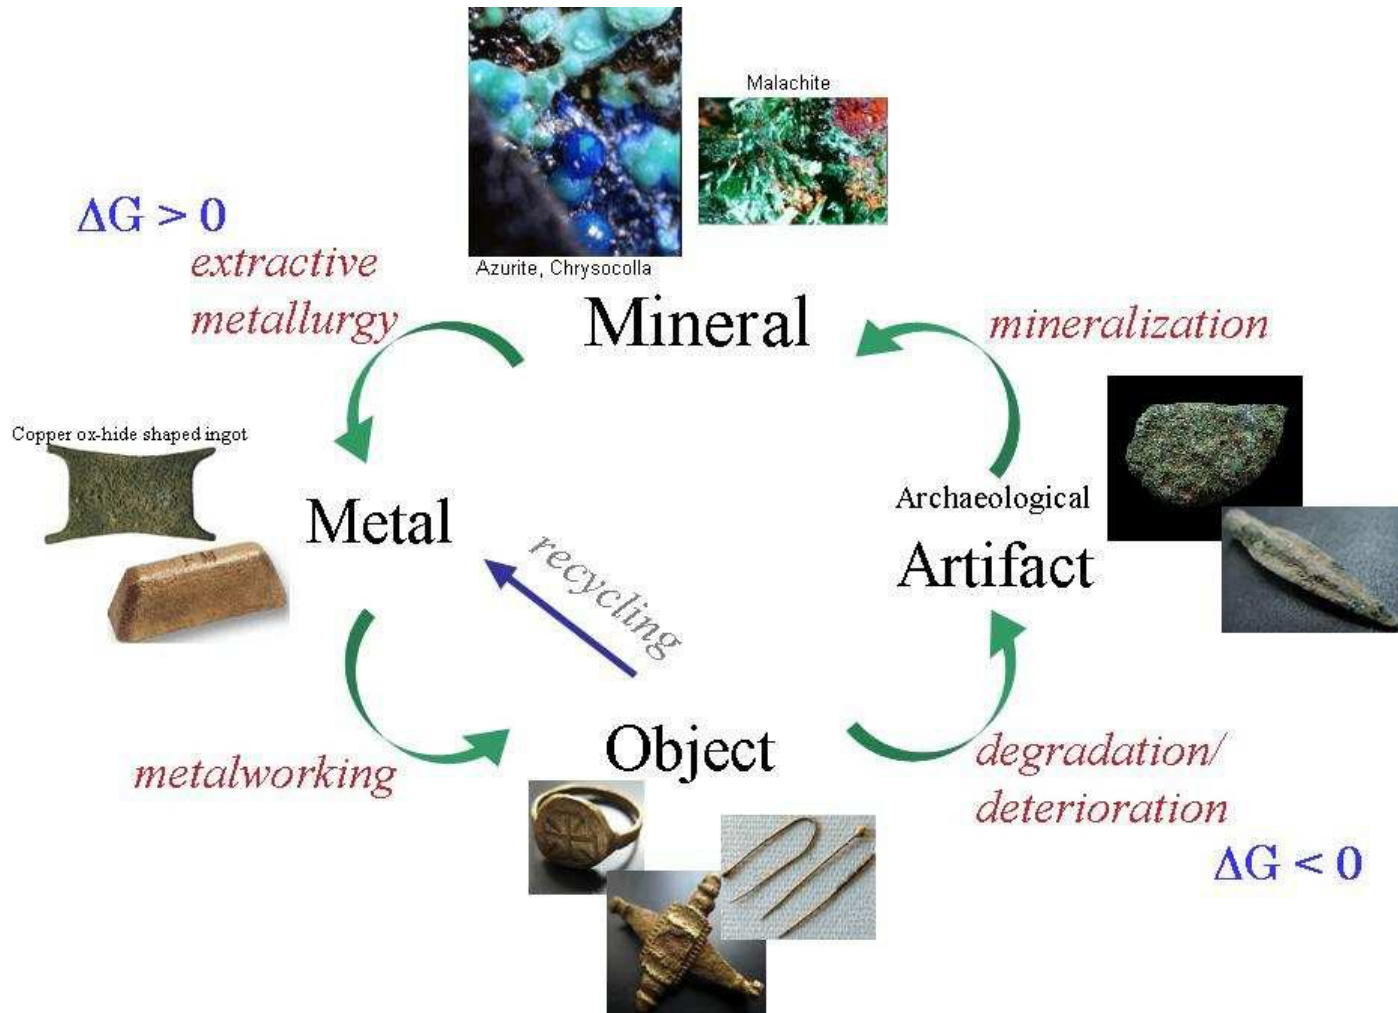 Malachite
Azurite, Chrysocolla
ΔG > 0
extractive
metallurgy
Mineral
mineralization
Copper ox-hide shaped ingot
Metal
Archaeological
Artifact
recycling
metalworking
Object
degradation/
deterioration
ΔG < 0